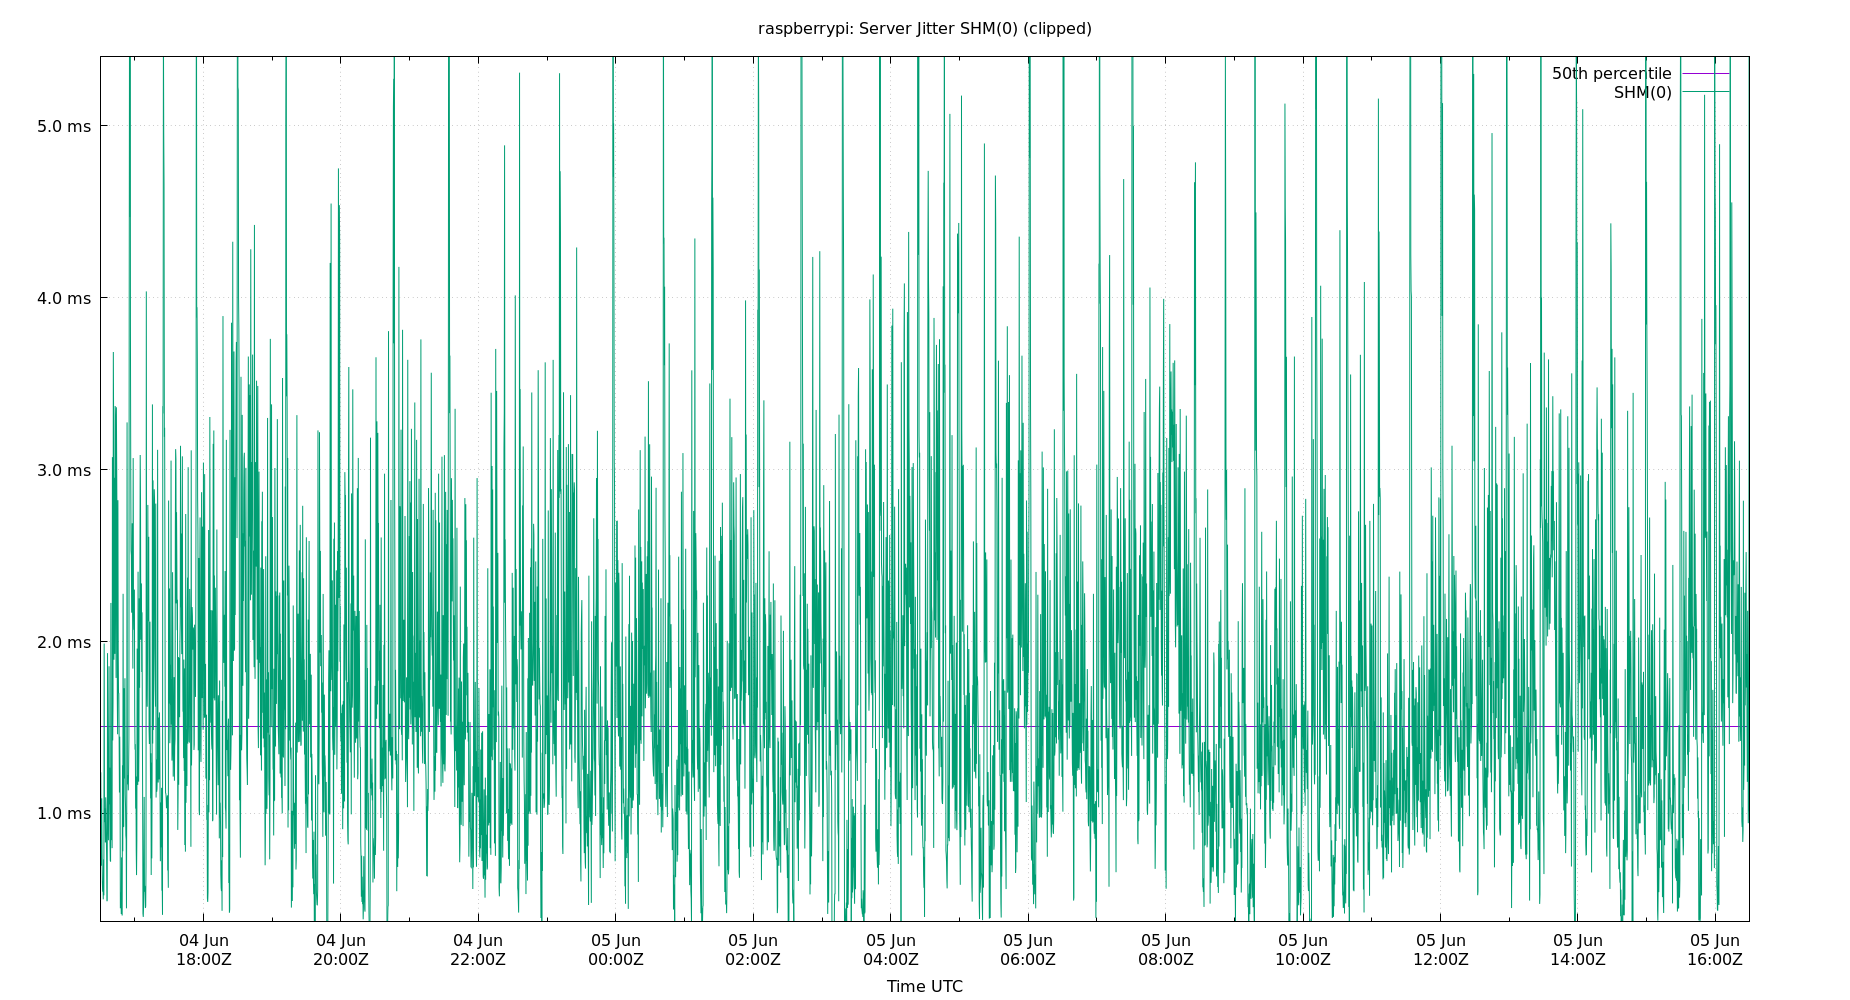 raspberrypi: Server Jitter SHM(0) (clipped)
50th percentile
SHM(0)
5.0 ms
4.0 ms
3.0 ms
2.0 ms
1.0 ms
04 Jun 04 Jun 04 Jun 05 Jun 05 Jun 05 Jun 05 Jun 05 Jun 05 Jun 05 Jun 05 Jun 05 Jun
18:00Z 20:00Z 22:00Z 00:00Z 02:00Z 04:00Z 06:00Z 08:00Z 10:00Z 12:00Z 14:00Z 16:00Z
Time UTC